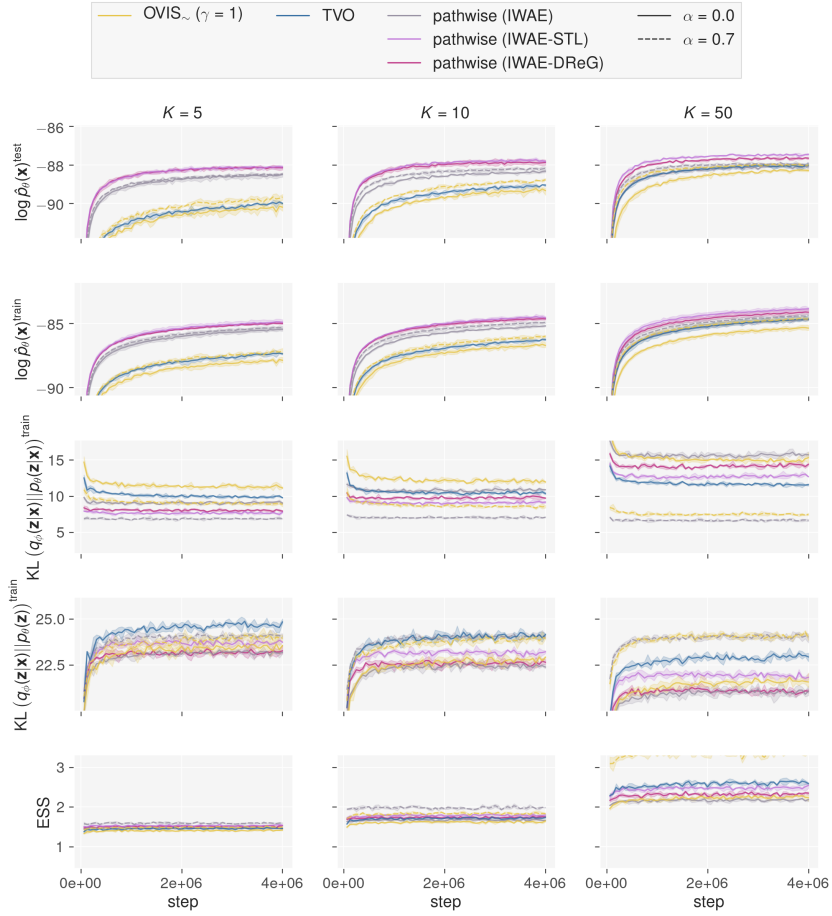 OVIS∼ (γ = 1) TVO pathwise (IWAE) α = 0.0
pathwise (IWAE-STL) α = 0.7
pathwise (IWAE-DReG)
K = 5 K = 10 K = 50
log p̂θ(x)test
−86
−88
−90
log p̂θ(x)train
−85
−90
KL (qϕ(z|x)||pθ(z|x))train
15
10
5
KL (qϕ(z|x)||pθ(z))train
25.0
22.5
ESS
3
2
1
0e+00 2e+06 4e+06 0e+00 2e+06 4e+06 0e+00 2e+06 4e+06
step step step